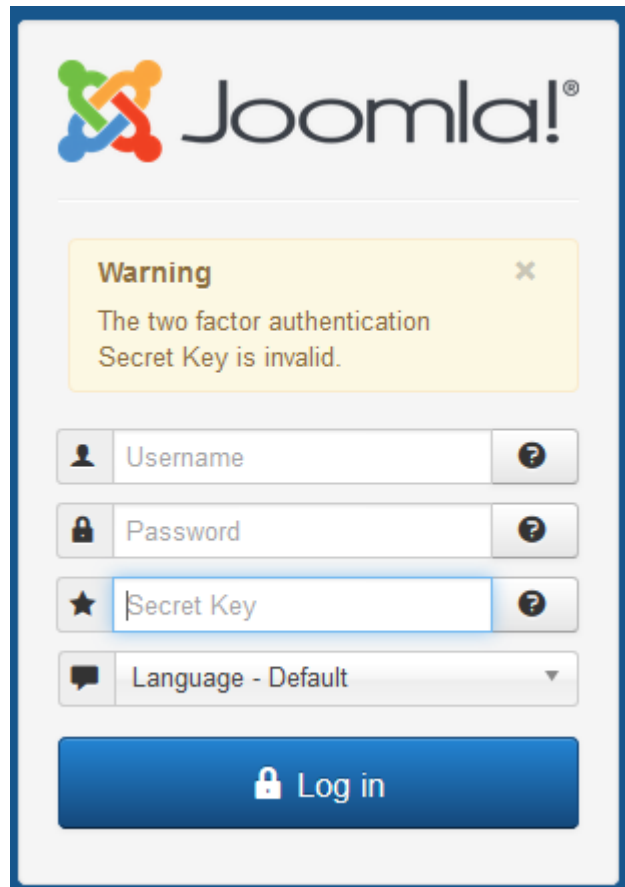 Joomla!®
Warning
The two factor authentication
Secret Key is invalid.
Username
Password
Secret Key
Language - Default
Log in